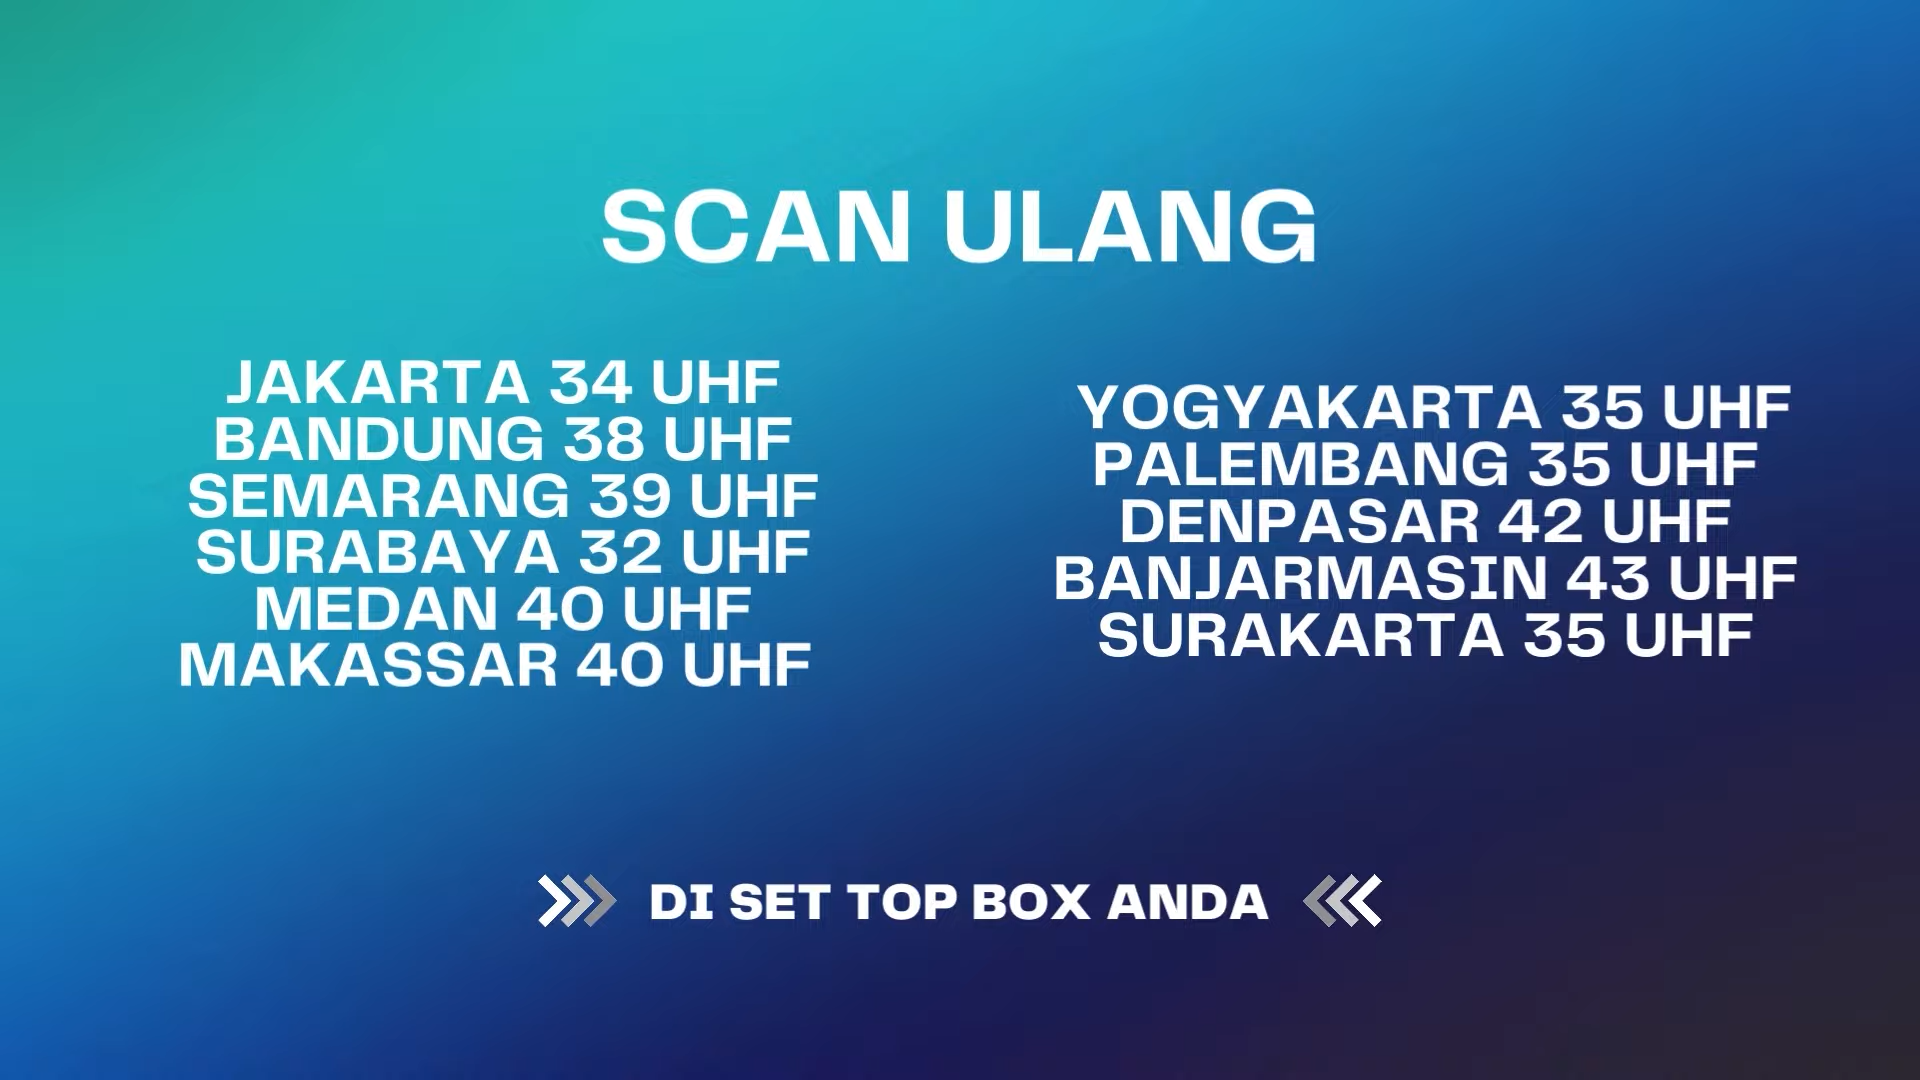 SCAN ULANG
JAKARTA 34 UHF
BANDUNG 38 UHF
SEMARANG 39 UHF
SURABAYA 32 UHF
MEDAN 40 UHF
MAKASSAR 40 UHF
YOGYAKARTA 35 UHF
PALEMBANG 35 UHF
DENPASAR 42 UHF
BANJARMASIN 43 UHF
SURAKARTA 35 UHF
DI SET TOP BOX ANDA